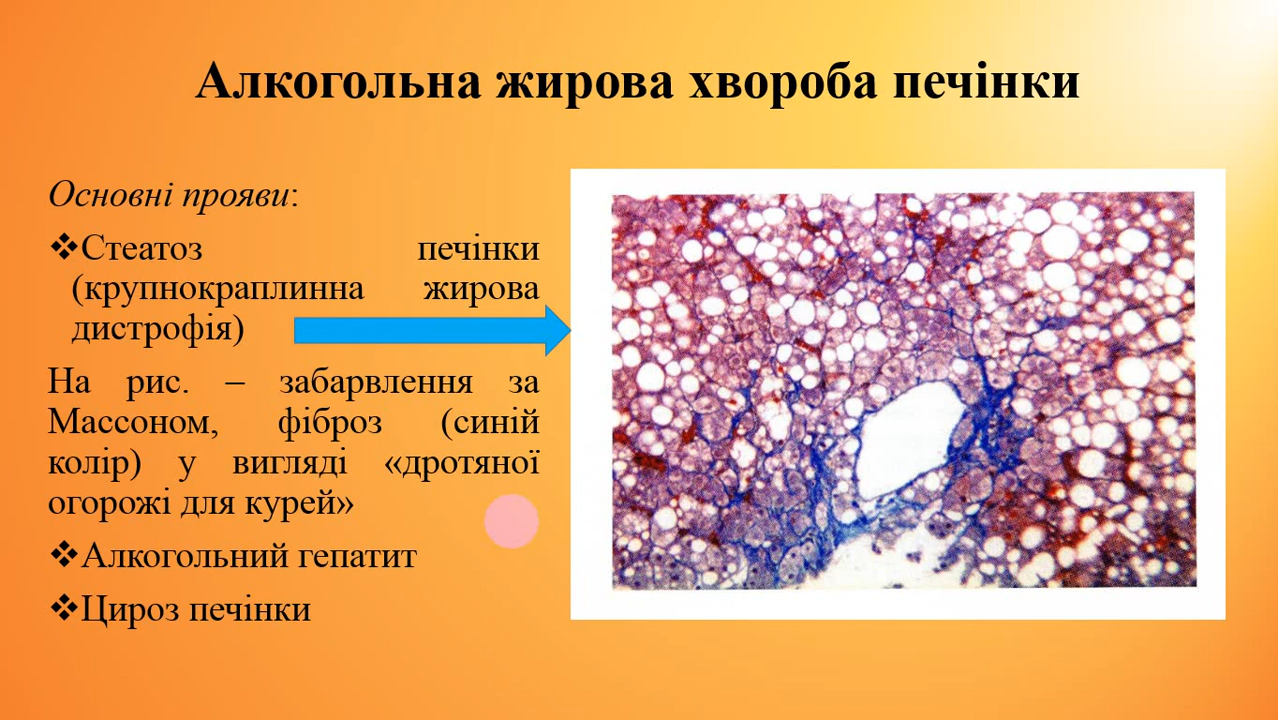 Алкогольна жирова хвороба печінки
Основні прояви:
❖Стеатоз печінки
(крупнокраплинна жирова
дистрофія)
На рис. – забарвлення за
Массоном, фіброз (синій
колір) у вигляді «дротяної
огорожі для курей»
❖Алкогольний гепатит
❖Цироз печінки